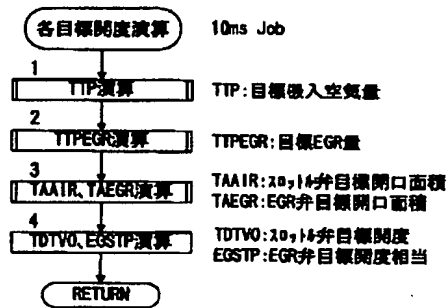 各目標開度演算
10ms Job
1
TTP演算
TTP:目標吸入空気量
2
TTPEGR演算
TTPEGR:目標EGR量
3
TAAIR、TAEGR演算
TAAIR:スロットル弁目標開口面積
TAEGR:EGR弁目標開口面積
4
TDTVO、EGSTP演算
TDTVO:スロットル弁目標開度
EGSTP:EGR弁目標開度相当
RETURN